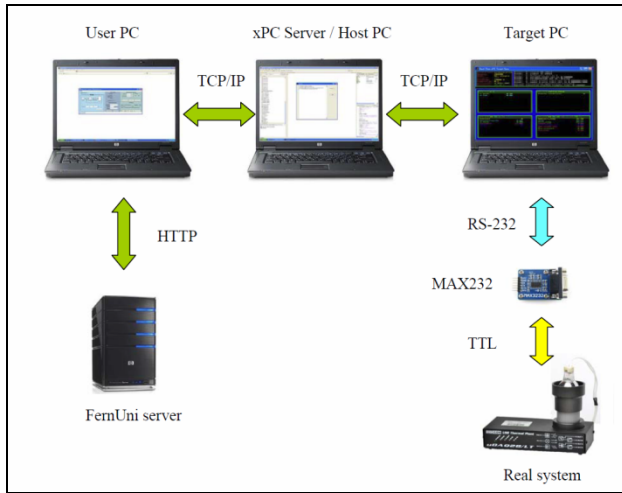 User PC
xPC Server / Host PC
Target PC
TCP/IP
TCP/IP
HTTP
RS-232
MAX232
TTL
FernUni server
Real system